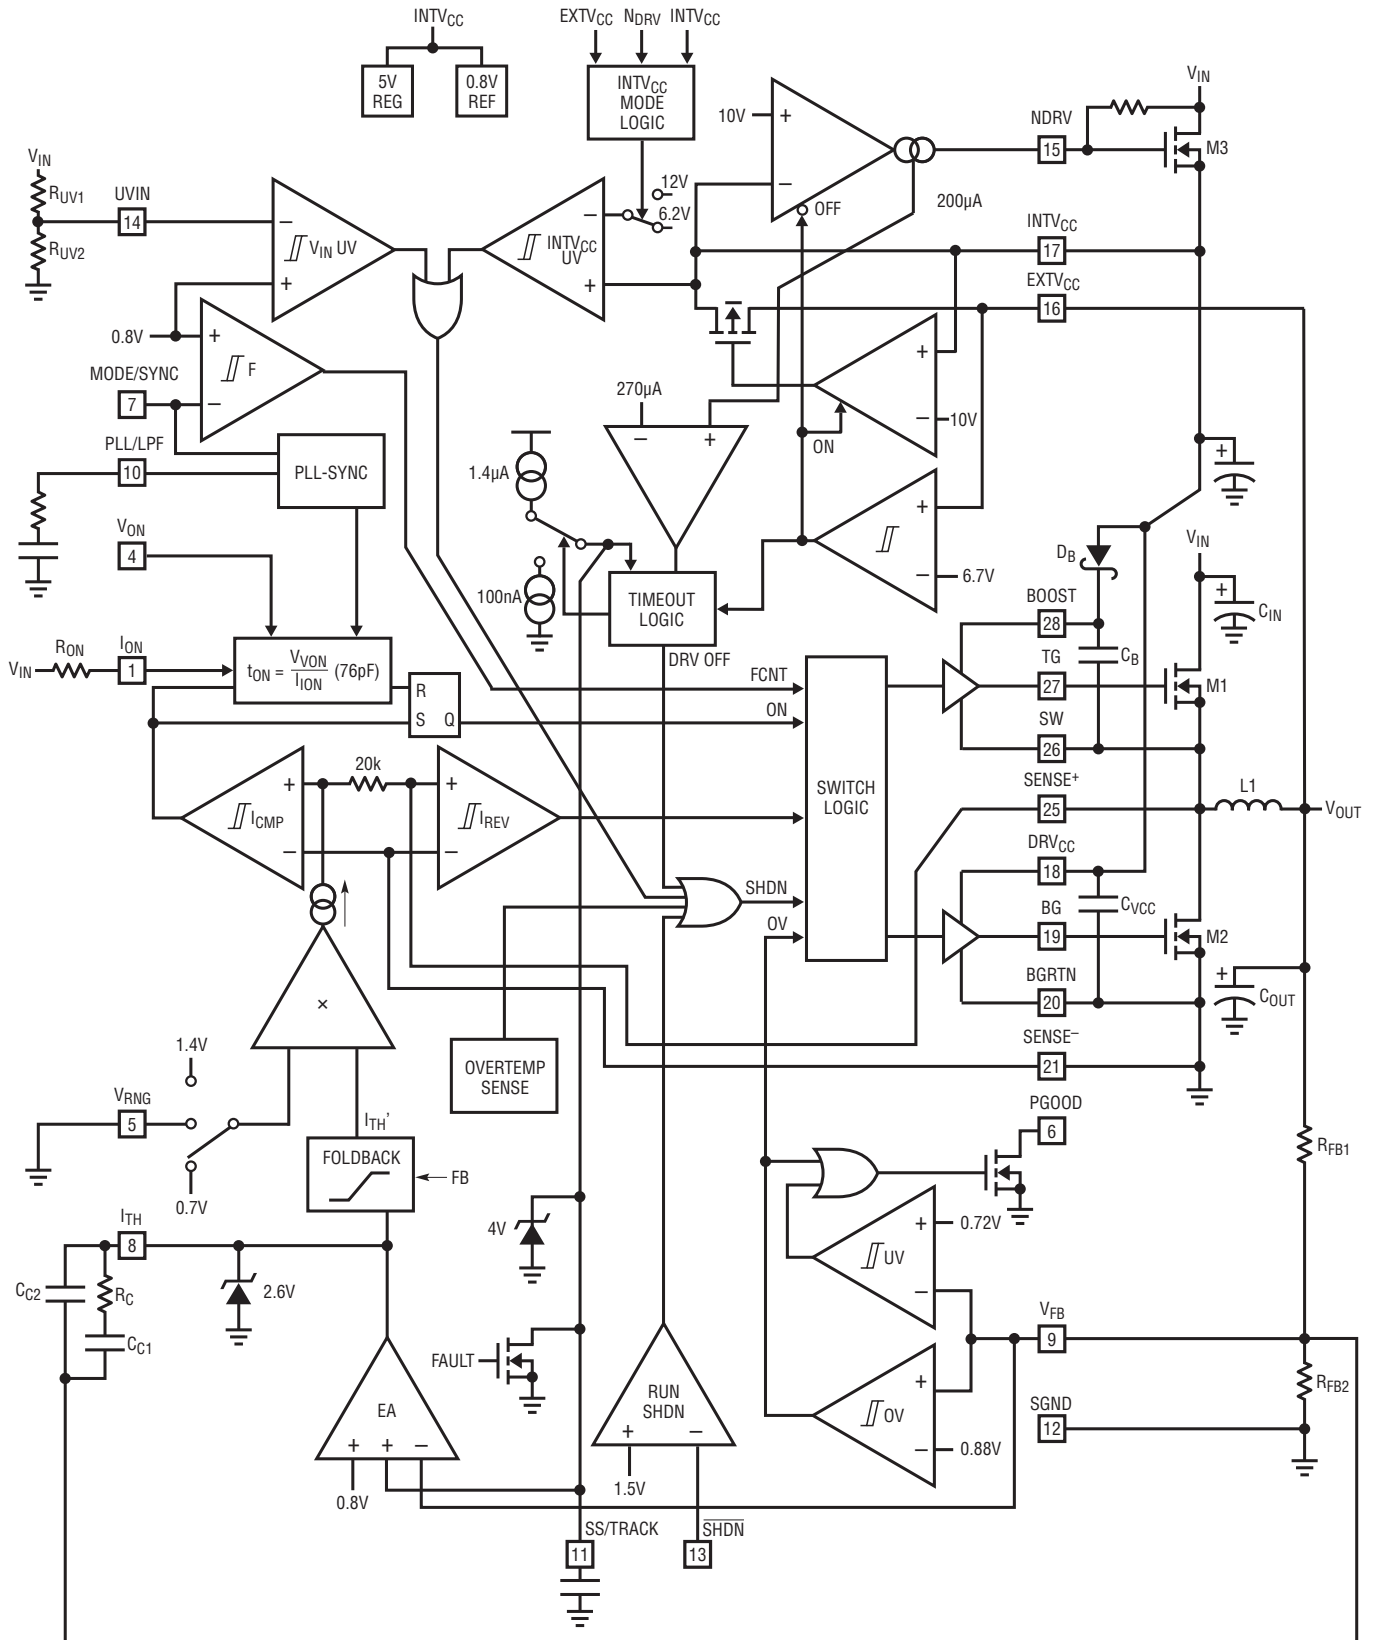 INTVCC
5V
REG
0.8V
REF
EXTVCC NDRV INTVCC
INTVCC
MODE
LOGIC
12V
6.2V
10V
+
−
OFF
200µA
NDRV
15
VIN
M3
VIN
RUV1
RUV2
UVIN
14
−
VIN UV
+
−
INTVCC
UV
+
INTVCC
17
EXTVCC
16
0.8V
+
F
−
MODE/SYNC
7
PLL/LPF
10
PLL-SYNC
VON
4
270µA
−
+
1.4µA
100nA
TIMEOUT
LOGIC
DRV OFF
+
−
10V
ON
+
−
6.7V
+
DB
VIN
+
CIN
BOOST
28
CB
TG
27
M1
SW
26
VIN
RON
ION
1
tON = VVON
ION
(76pF)
R
S Q
FCNT
ON
SWITCH
LOGIC
20k
+
ICMP
−
+
IREV
−
SENSE+
25
L1
VOUT
DRVCC
18
CVCC
BG
19
M2
BGRTN
20
+
COUT
SENSE−
21
SHDN
OV
×
OVERTEMP
SENSE
1.4V
VRNG
5
0.7V
ITH'
FOLDBACK
FB
PGOOD
6
RFB1
4V
+
0.72V
UV
−
ITH
8
2.6V
CC2
RC
CC1
VFB
9
FAULT
EA
+ + −
0.8V
RUN
SHDN
+ −
1.5V
+
OV
−
0.88V
SGND
12
RFB2
SS/TRACK
11
SHDN
13